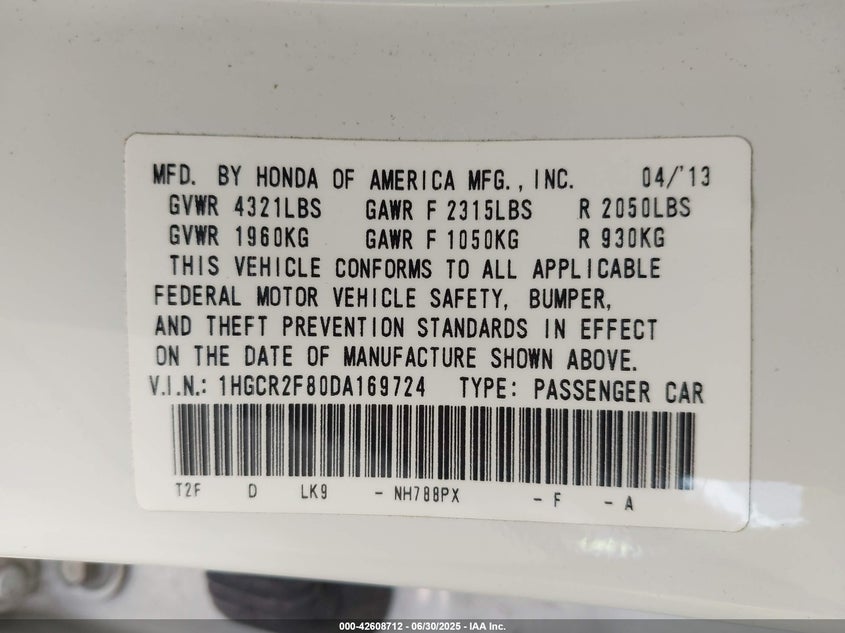 MFD. BY HONDA OF AMERICA MFG., INC. 04/'13
GVWR 4321LBS GAWR F 2315LBS R 2050LBS
GVWR 1960KG GAWR F 1050KG R 930KG
THIS VEHICLE CONFORMS TO ALL APPLICABLE
FEDERAL MOTOR VEHICLE SAFETY, BUMPER,
AND THEFT PREVENTION STANDARDS IN EFFECT
ON THE DATE OF MANUFACTURE SHOWN ABOVE.
V.I.N.: 1HGCR2F80DA169724 TYPE: PASSENGER CAR
T2F D LK9 - NH788PX - F - A
000-42608712 - 06/30/2025 - IAA Inc.